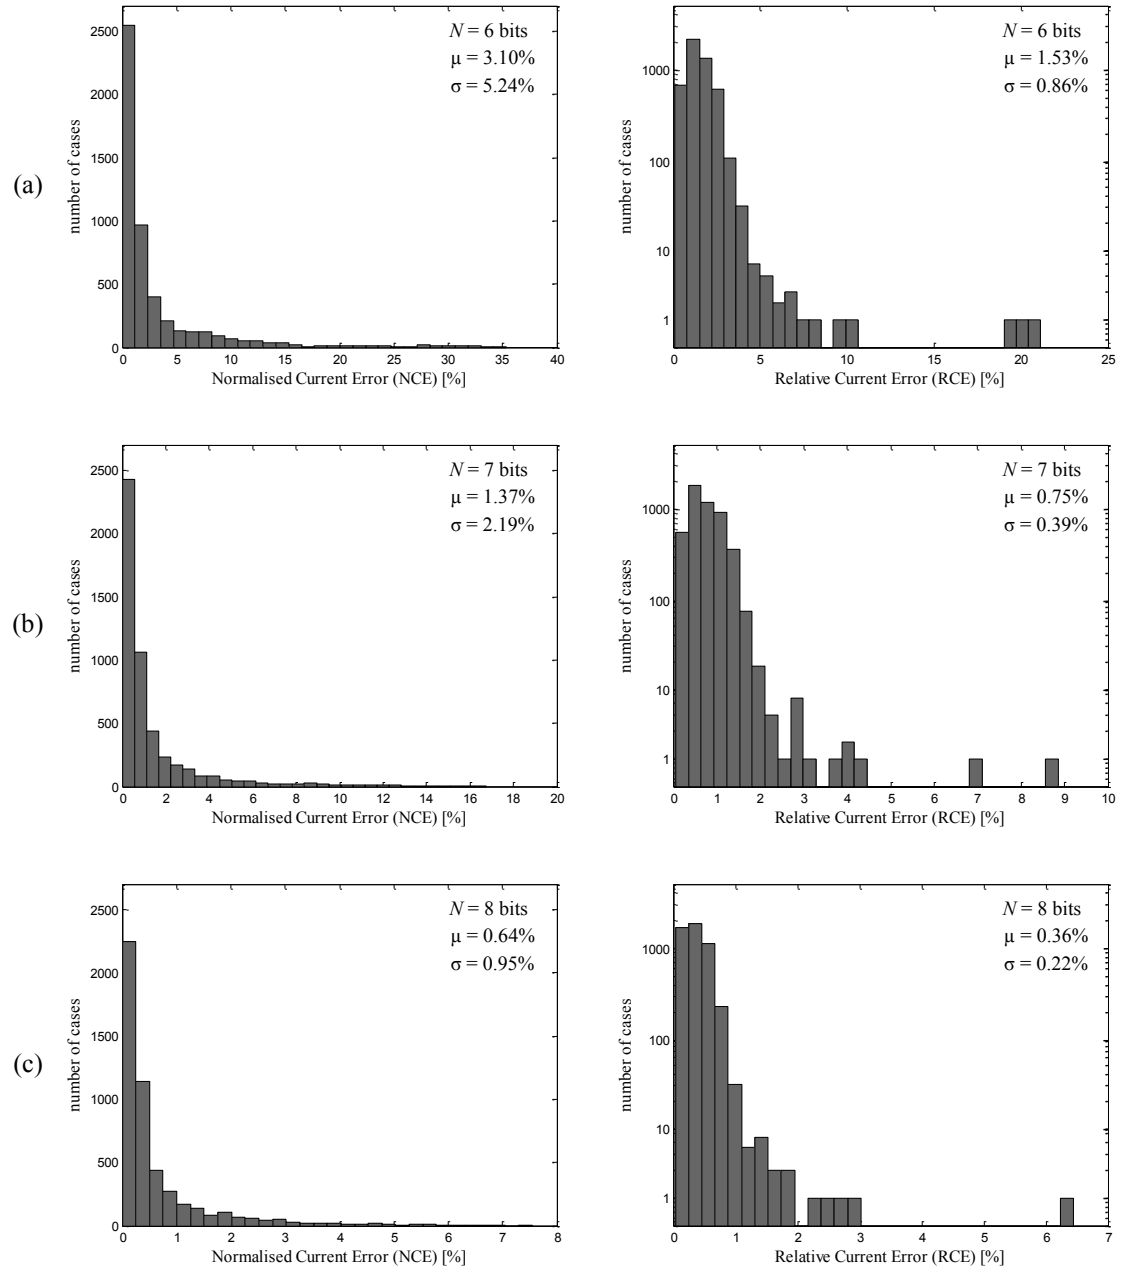 (a)
2500
2000
1500
1000
500
0
number of cases
N = 6 bits
μ = 3.10%
σ = 5.24%
0 5 10 15 20 25 30 35 40
Normalised Current Error (NCE) [%]
1000
100
10
1
number of cases
N = 6 bits
μ = 1.53%
σ = 0.86%
0 5 10 15 20 25
Relative Current Error (RCE) [%]
(b)
2500
2000
1500
1000
500
0
number of cases
N = 7 bits
μ = 1.37%
σ = 2.19%
0 2 4 6 8 10 12 14 16 18 20
Normalised Current Error (NCE) [%]
1000
100
10
1
number of cases
N = 7 bits
μ = 0.75%
σ = 0.39%
0 1 2 3 4 5 6 7 8 9 10
Relative Current Error (RCE) [%]
(c)
2500
2000
1500
1000
500
0
number of cases
N = 8 bits
μ = 0.64%
σ = 0.95%
0 1 2 3 4 5 6 7 8
Normalised Current Error (NCE) [%]
1000
100
10
1
number of cases
N = 8 bits
μ = 0.36%
σ = 0.22%
0 1 2 3 4 5 6 7
Relative Current Error (RCE) [%]